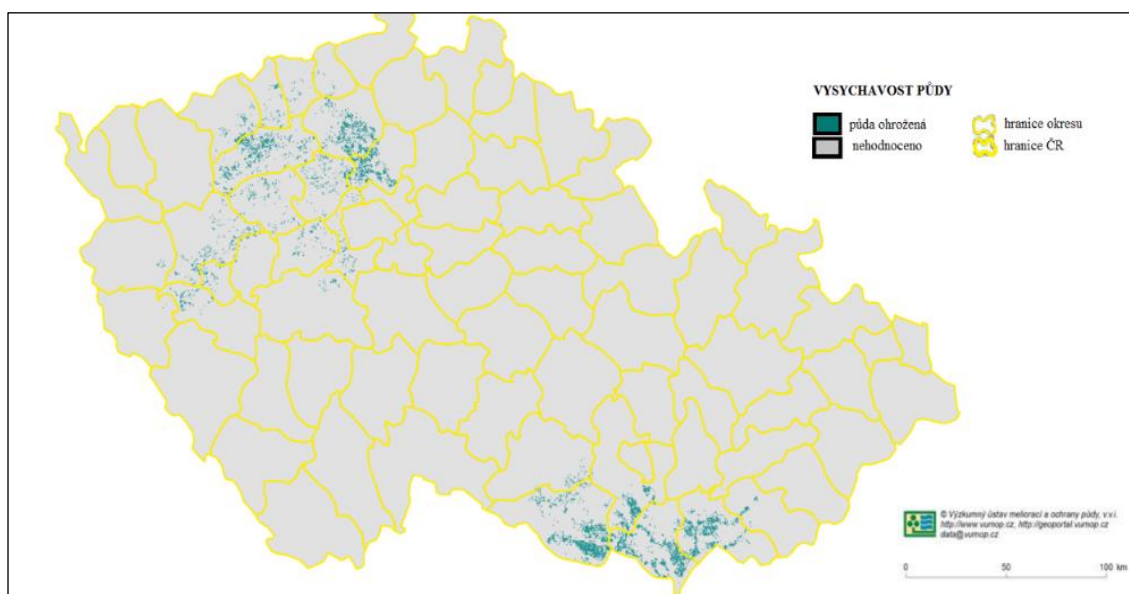 VYSYCHAVOST PŮDY
půda ohrožená
nehodnoceno
hranice okresu
hranice ČR
© Výzkumný ústav meliorací a ochrany půdy, v.v.i.
http://www.vumop.cz, http://geoportal.vumop.cz
data@vumop.cz
0 50 100 km